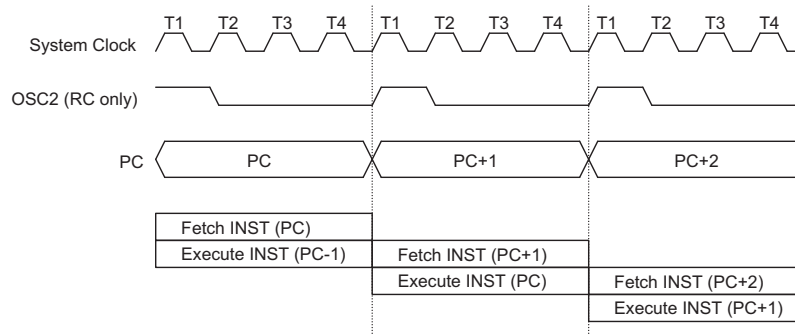 T1 T2 T3 T4 T1 T2 T3 T4 T1 T2 T3 T4
System Clock
OSC2 (RC only)
PC PC PC+1 PC+2
Fetch INST (PC)
Execute INST (PC-1) Fetch INST (PC+1)
Execute INST (PC) Fetch INST (PC+2)
Execute INST (PC+1)